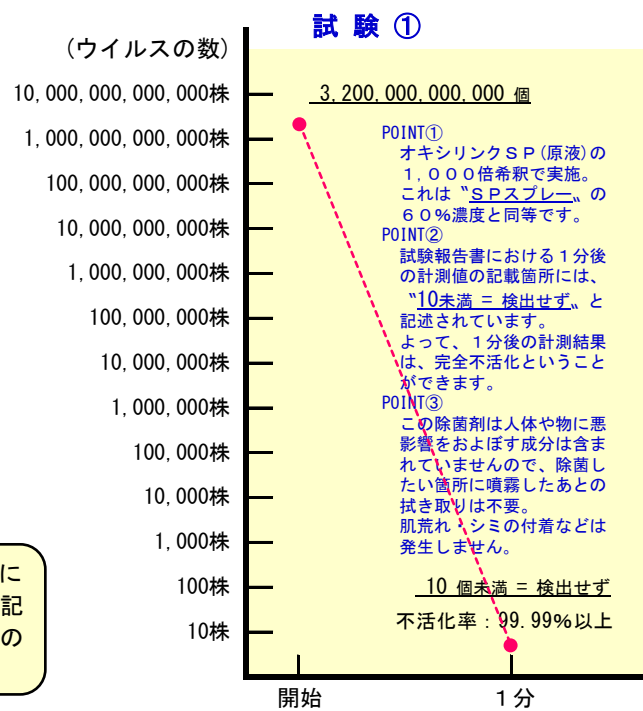 試 験 ①
(ウイルスの数)
10,000,000,000,000株
3,200,000,000,000 個
1,000,000,000,000株
100,000,000,000株
10,000,000,000株
1,000,000,000株
100,000,000株
10,000,000株
1,000,000株
100,000株
10,000株
1,000株
100株
10株
POINT①
オキシリンクSP(原液)の
1,000倍希釈で実施。
これは〝SPスプレー〟の
60%濃度と同等です。
POINT②
試験報告書における1分後
の計測値の記載箇所には、
〝10未満 = 検出せず〟と
記述されています。
よって、1分後の計測結果
は、完全不活化ということ
ができます。
POINT③
この除菌剤は人体や物に悪
影響をおよぼす成分は含ま
れていませんので、除菌し
たい箇所に噴霧したあとの
拭き取りは不要。
肌荒れ・シミの付着などは
発生しません。
10 個未満 = 検出せず
不活化率:99.99%以上
に
記
の
開始
1分